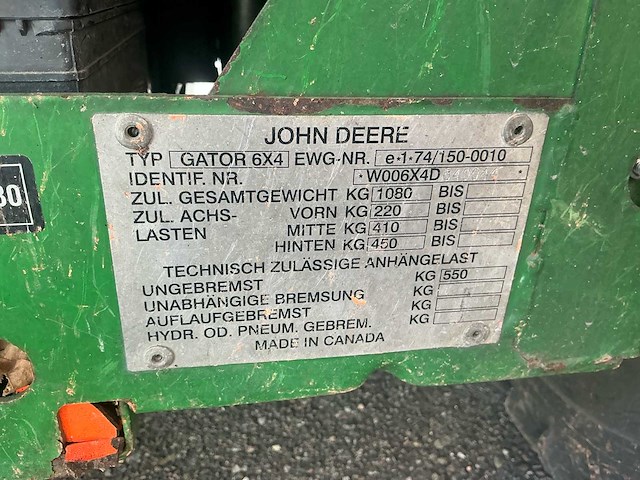 JOHN DEERE
TYP GATOR 6X4 EWG-NR. e·1·74/150-0010
IDENTIF. NR. ·W006X4D
ZUL. GESAMTGEWICHT KG 1080 BIS
ZUL. ACHS- VORN KG 220 BIS
LASTEN MITTE KG 410 BIS
HINTEN KG 450 BIS
TECHNISCH ZULÄSSIGE ANHÄNGELAST
UNGEBREMST KG 550
UNABHÄNGIGE BREMSUNG KG
AUFLAUFGEBREMST KG
HYDR. OD. PNEUM. GEBREM. KG
MADE IN CANADA
30